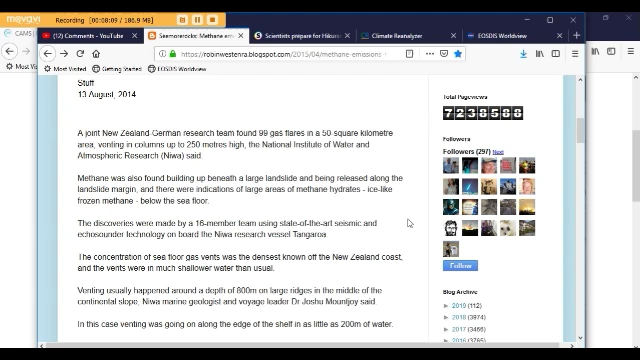 movavi
Recording 00:08:09 | 186.9 MB
(12) Comments - YouTube
Seemorerocks: Methane emis
Scientists prepare for Hikura
Climate Reanalyzer
EOSDIS Worldview
https://robinwestenra.blogspot.com/2015/04/methane-emissions-
Most Visited
Getting Started
EOSDIS Worldview
Stuff
13 August, 2014
A joint New Zealand-German research team found 99 gas flares in a 50-square kilometre
area, venting in columns up to 250 metres high, the National Institute of Water and
Atmospheric Research (Niwa) said.
Methane was also found building up beneath a large landslide and being released along the
landslide margin, and there were indications of large areas of methane hydrates - ice-like
frozen methane - below the sea floor.
The discoveries were made by a 16-member team using state-of-the-art seismic and
echosounder technology on board the Niwa research vessel Tangaroa.
The concentration of sea floor gas vents was the densest known off the New Zealand coast,
and the vents were in much shallower water than usual.
Venting usually happened around a depth of 800m on large ridges in the middle of the
continental slope, Niwa marine geologist and voyage leader Dr Joshu Mountjoy said.
In this case venting was going on along the edge of the shelf in as little as 200m of water.
Total Pageviews
7238588
Followers
Followers (297) Next
Follow
Blog Archive
► 2019 (112)
► 2018 (3974)
► 2017 (3466)
► 2016 (3765)